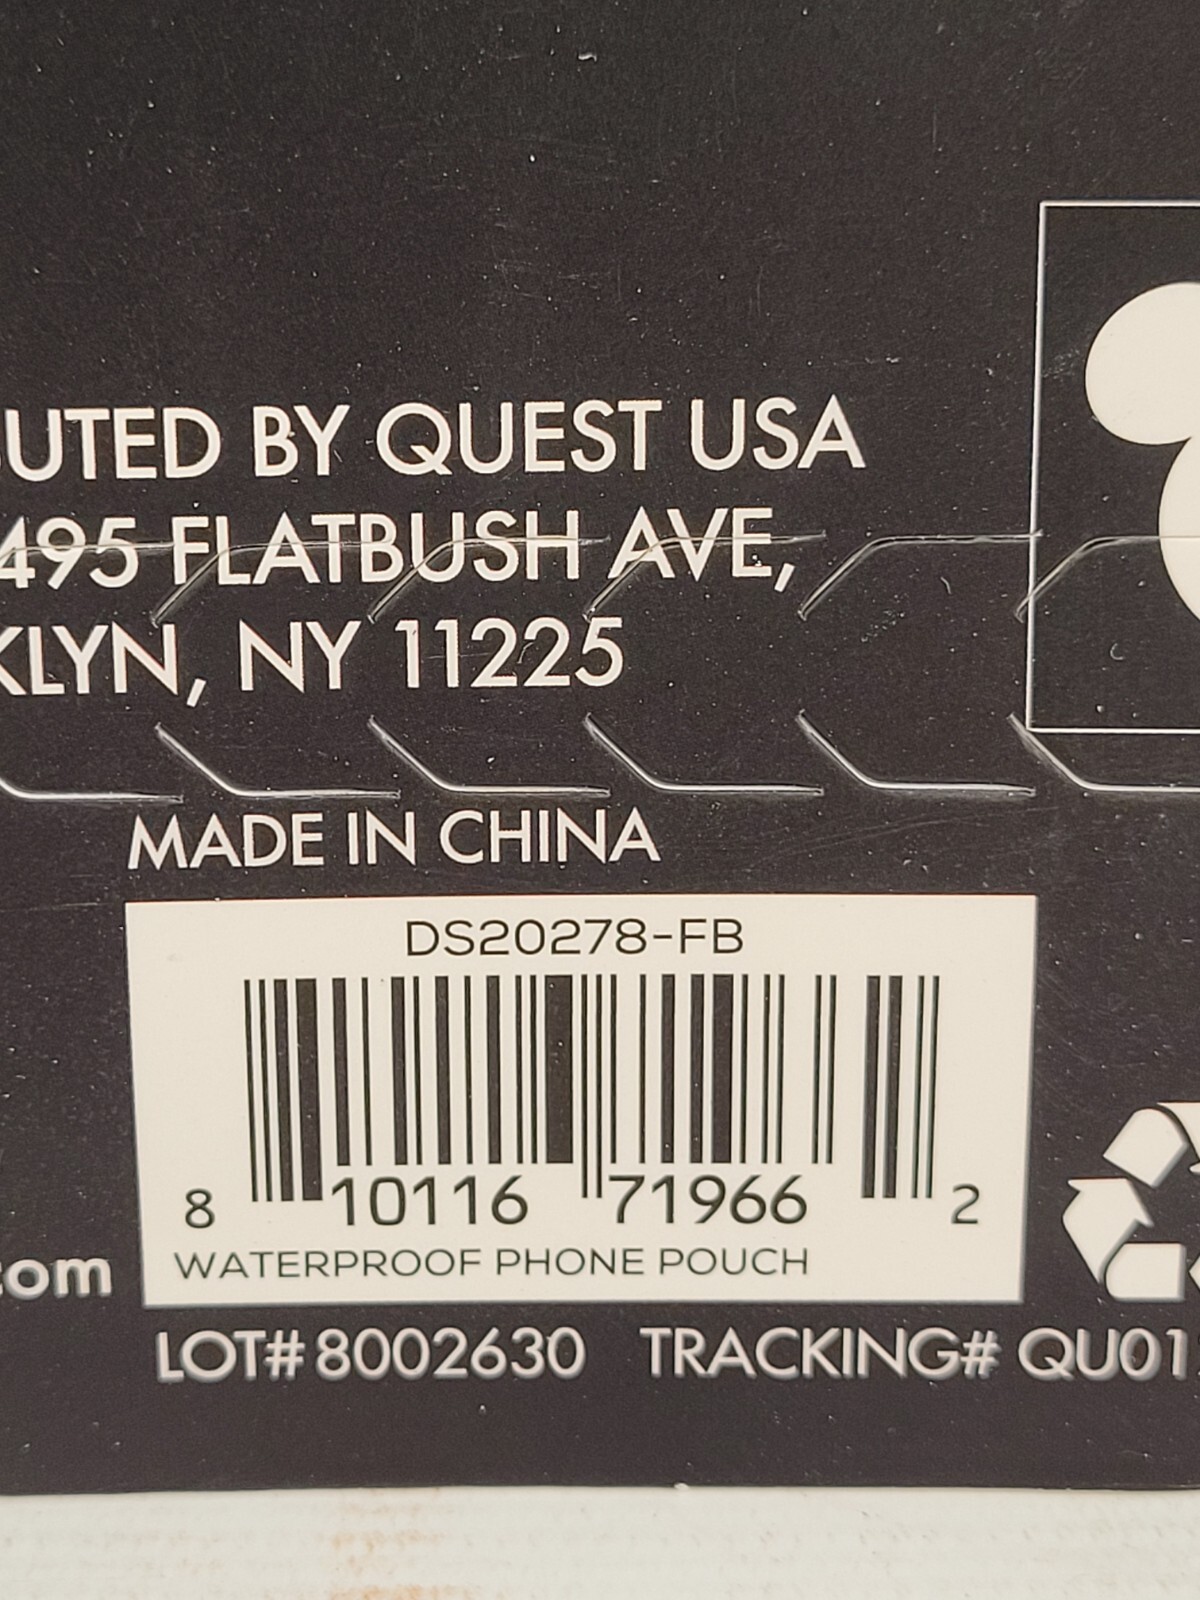 UTED BY QUEST USA
495 FLATBUSH AVE,
KLYN, NY 11225
MADE IN CHINA
DS20278-FB
8 10116 71966 2
WATERPROOF PHONE POUCH
.com
LOT# 8002630 TRACKING# QU01